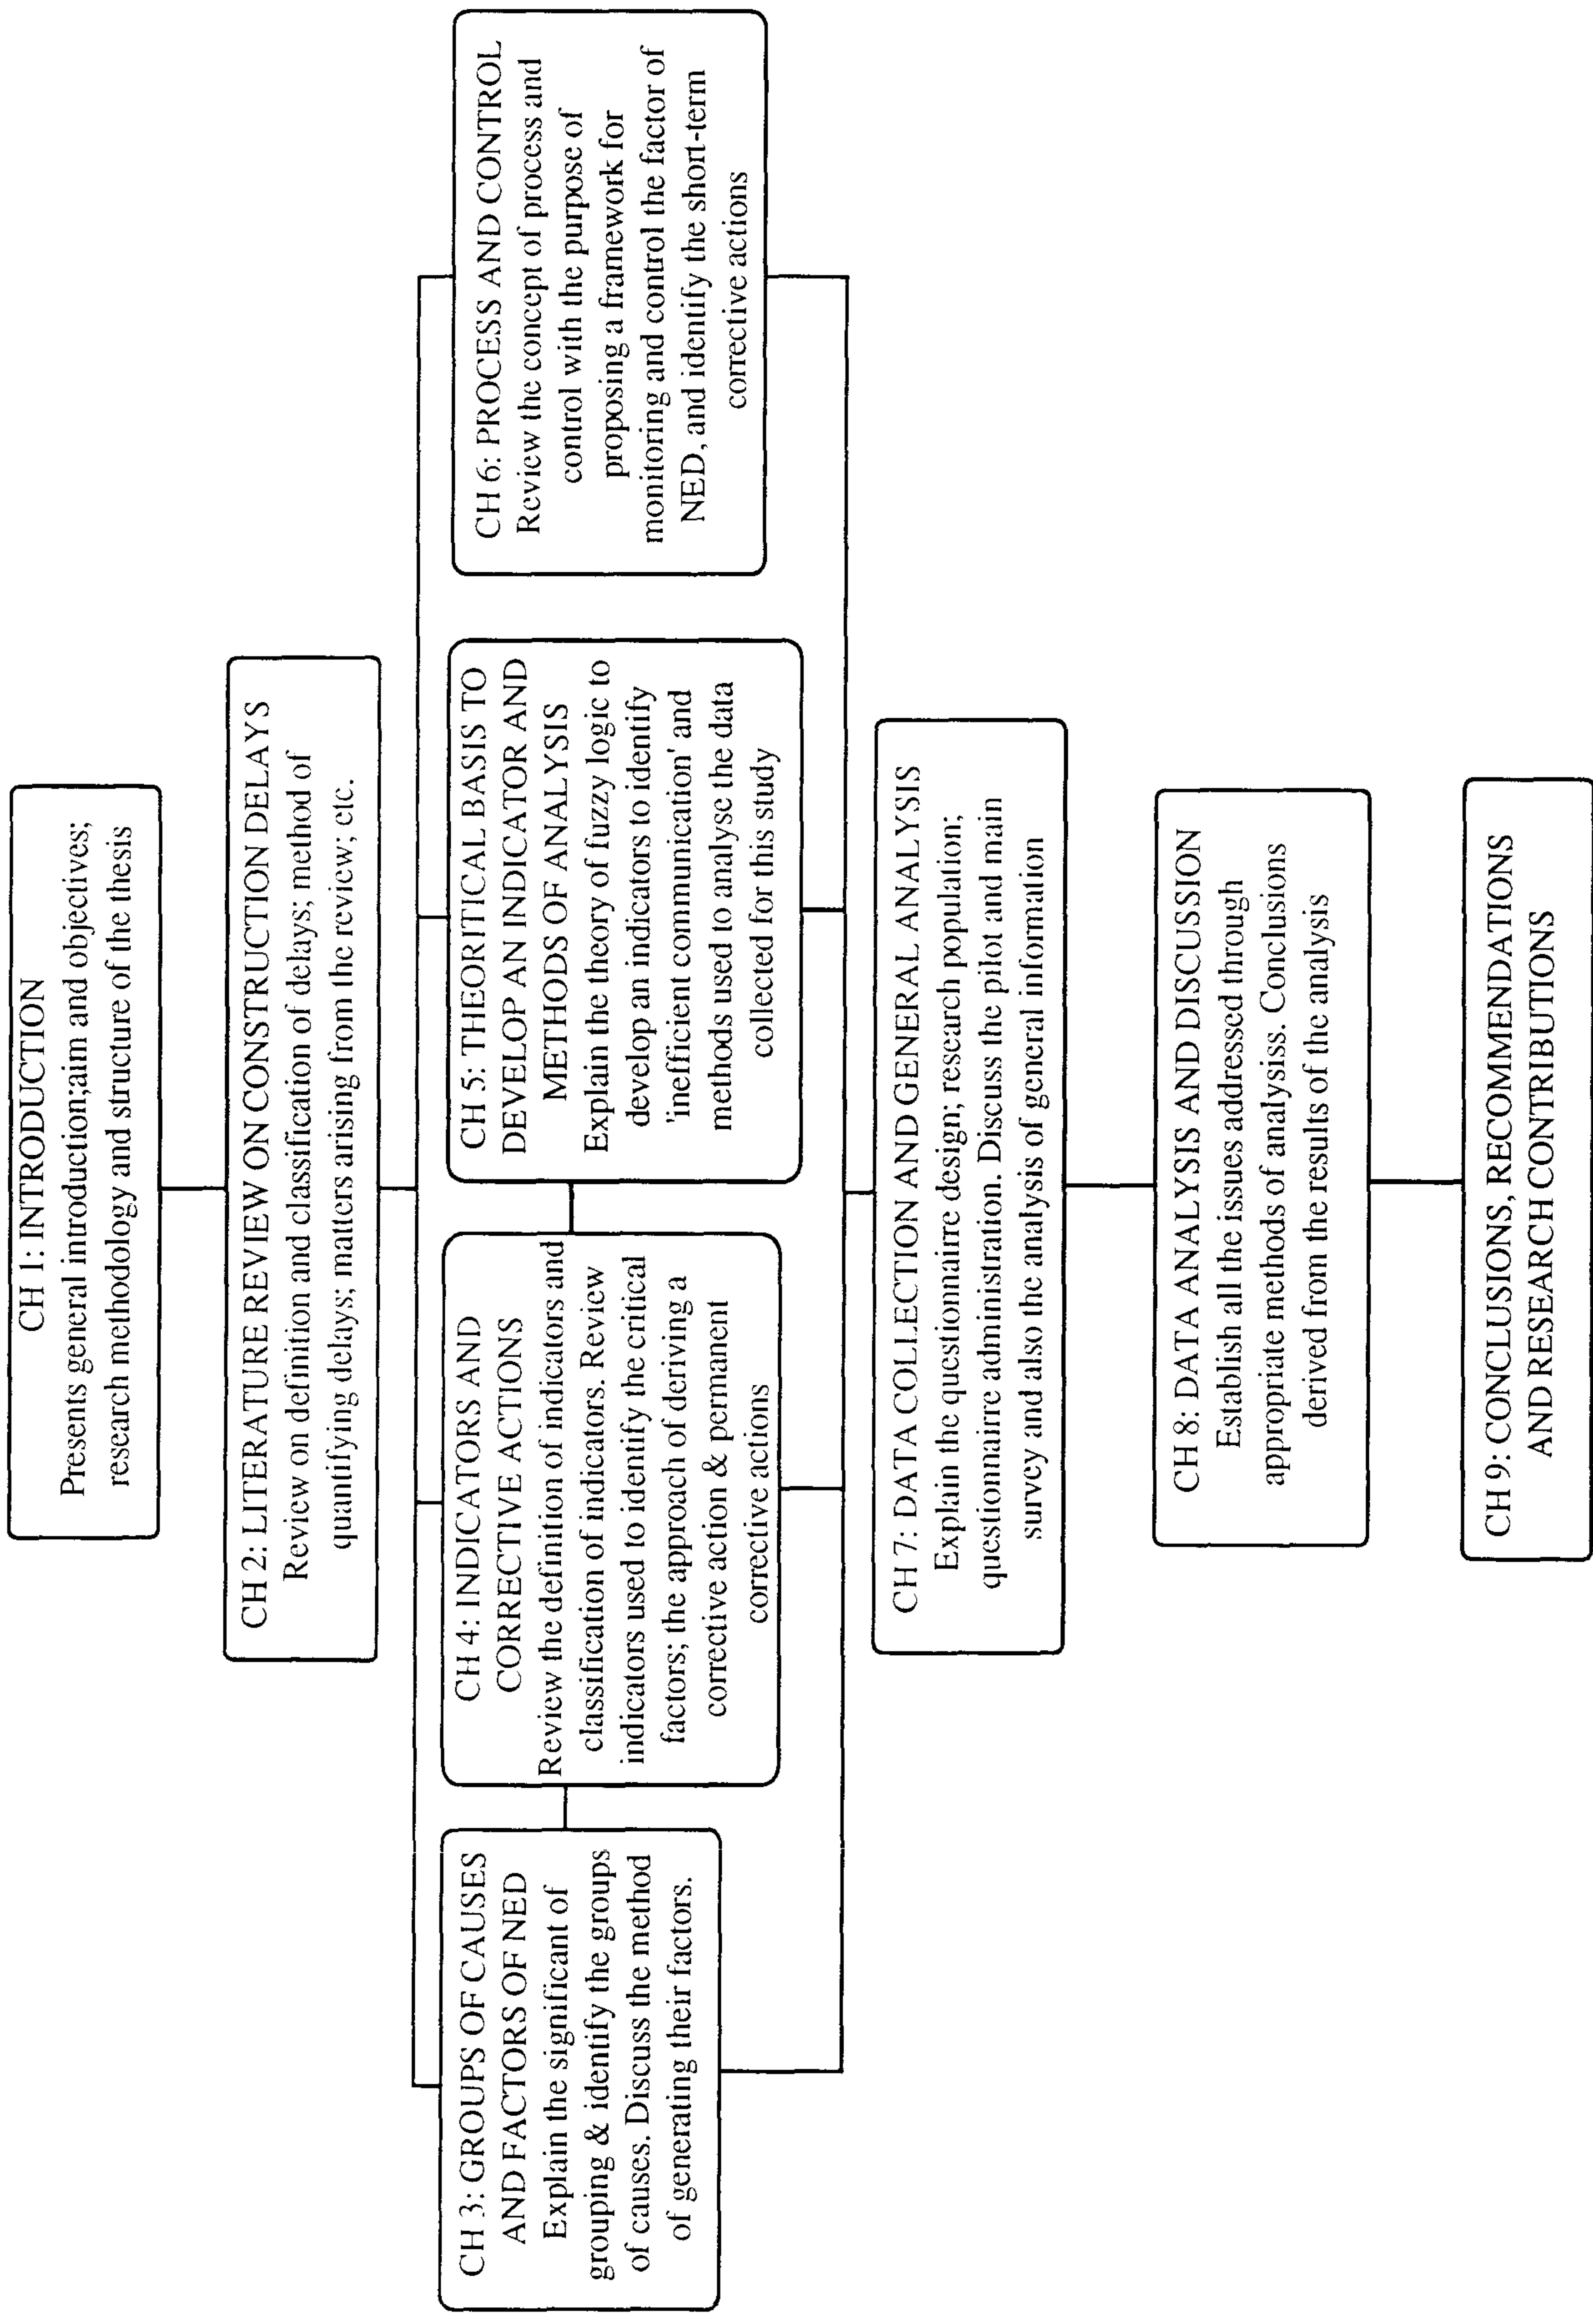 CH 1: INTRODUCTION
Presents general introduction;aim and objectives;
research methodology and structure of the thesis
CH 2: LITERATURE REVIEW ON CONSTRUCTION DELAYS
Review on definition and classification of delays; method of
quantifying delays; matters arising from the review; etc.
CH 3: GROUPS OF CAUSES
AND FACTORS OF NED
Explain the significant of
grouping & identify the groups
of causes. Discuss the method
of generating their factors.
CH 4: INDICATORS AND
CORRECTIVE ACTIONS
Review the definition of indicators and
classification of indicators. Review
indicators used to identify the critical
factors; the approach of deriving a
corrective action & permanent
corrective actions
CH 5: THEORITICAL BASIS TO
DEVELOP AN INDICATOR AND
METHODS OF ANALYSIS
Explain the theory of fuzzy logic to
develop an indicators to identify
'inefficient communication' and
methods used to analyse the data
collected for this study
CH 6: PROCESS AND CONTROL
Review the concept of process and
control with the purpose of
proposing a framework for
monitoring and control the factor of
NED, and identify the short-term
corrective actions
CH 7: DATA COLLECTION AND GENERAL ANALYSIS
Explain the questionnairre design; research population;
questionnairre administration. Discuss the pilot and main
survey and also the analysis of general information
CH 8: DATA ANALYSIS AND DISCUSSION
Establish all the issues addressed through
appropriate methods of analysiss. Conclusions
derived from the results of the analysis
CH 9: CONCLUSIONS, RECOMMENDATIONS
AND RESEARCH CONTRIBUTIONS